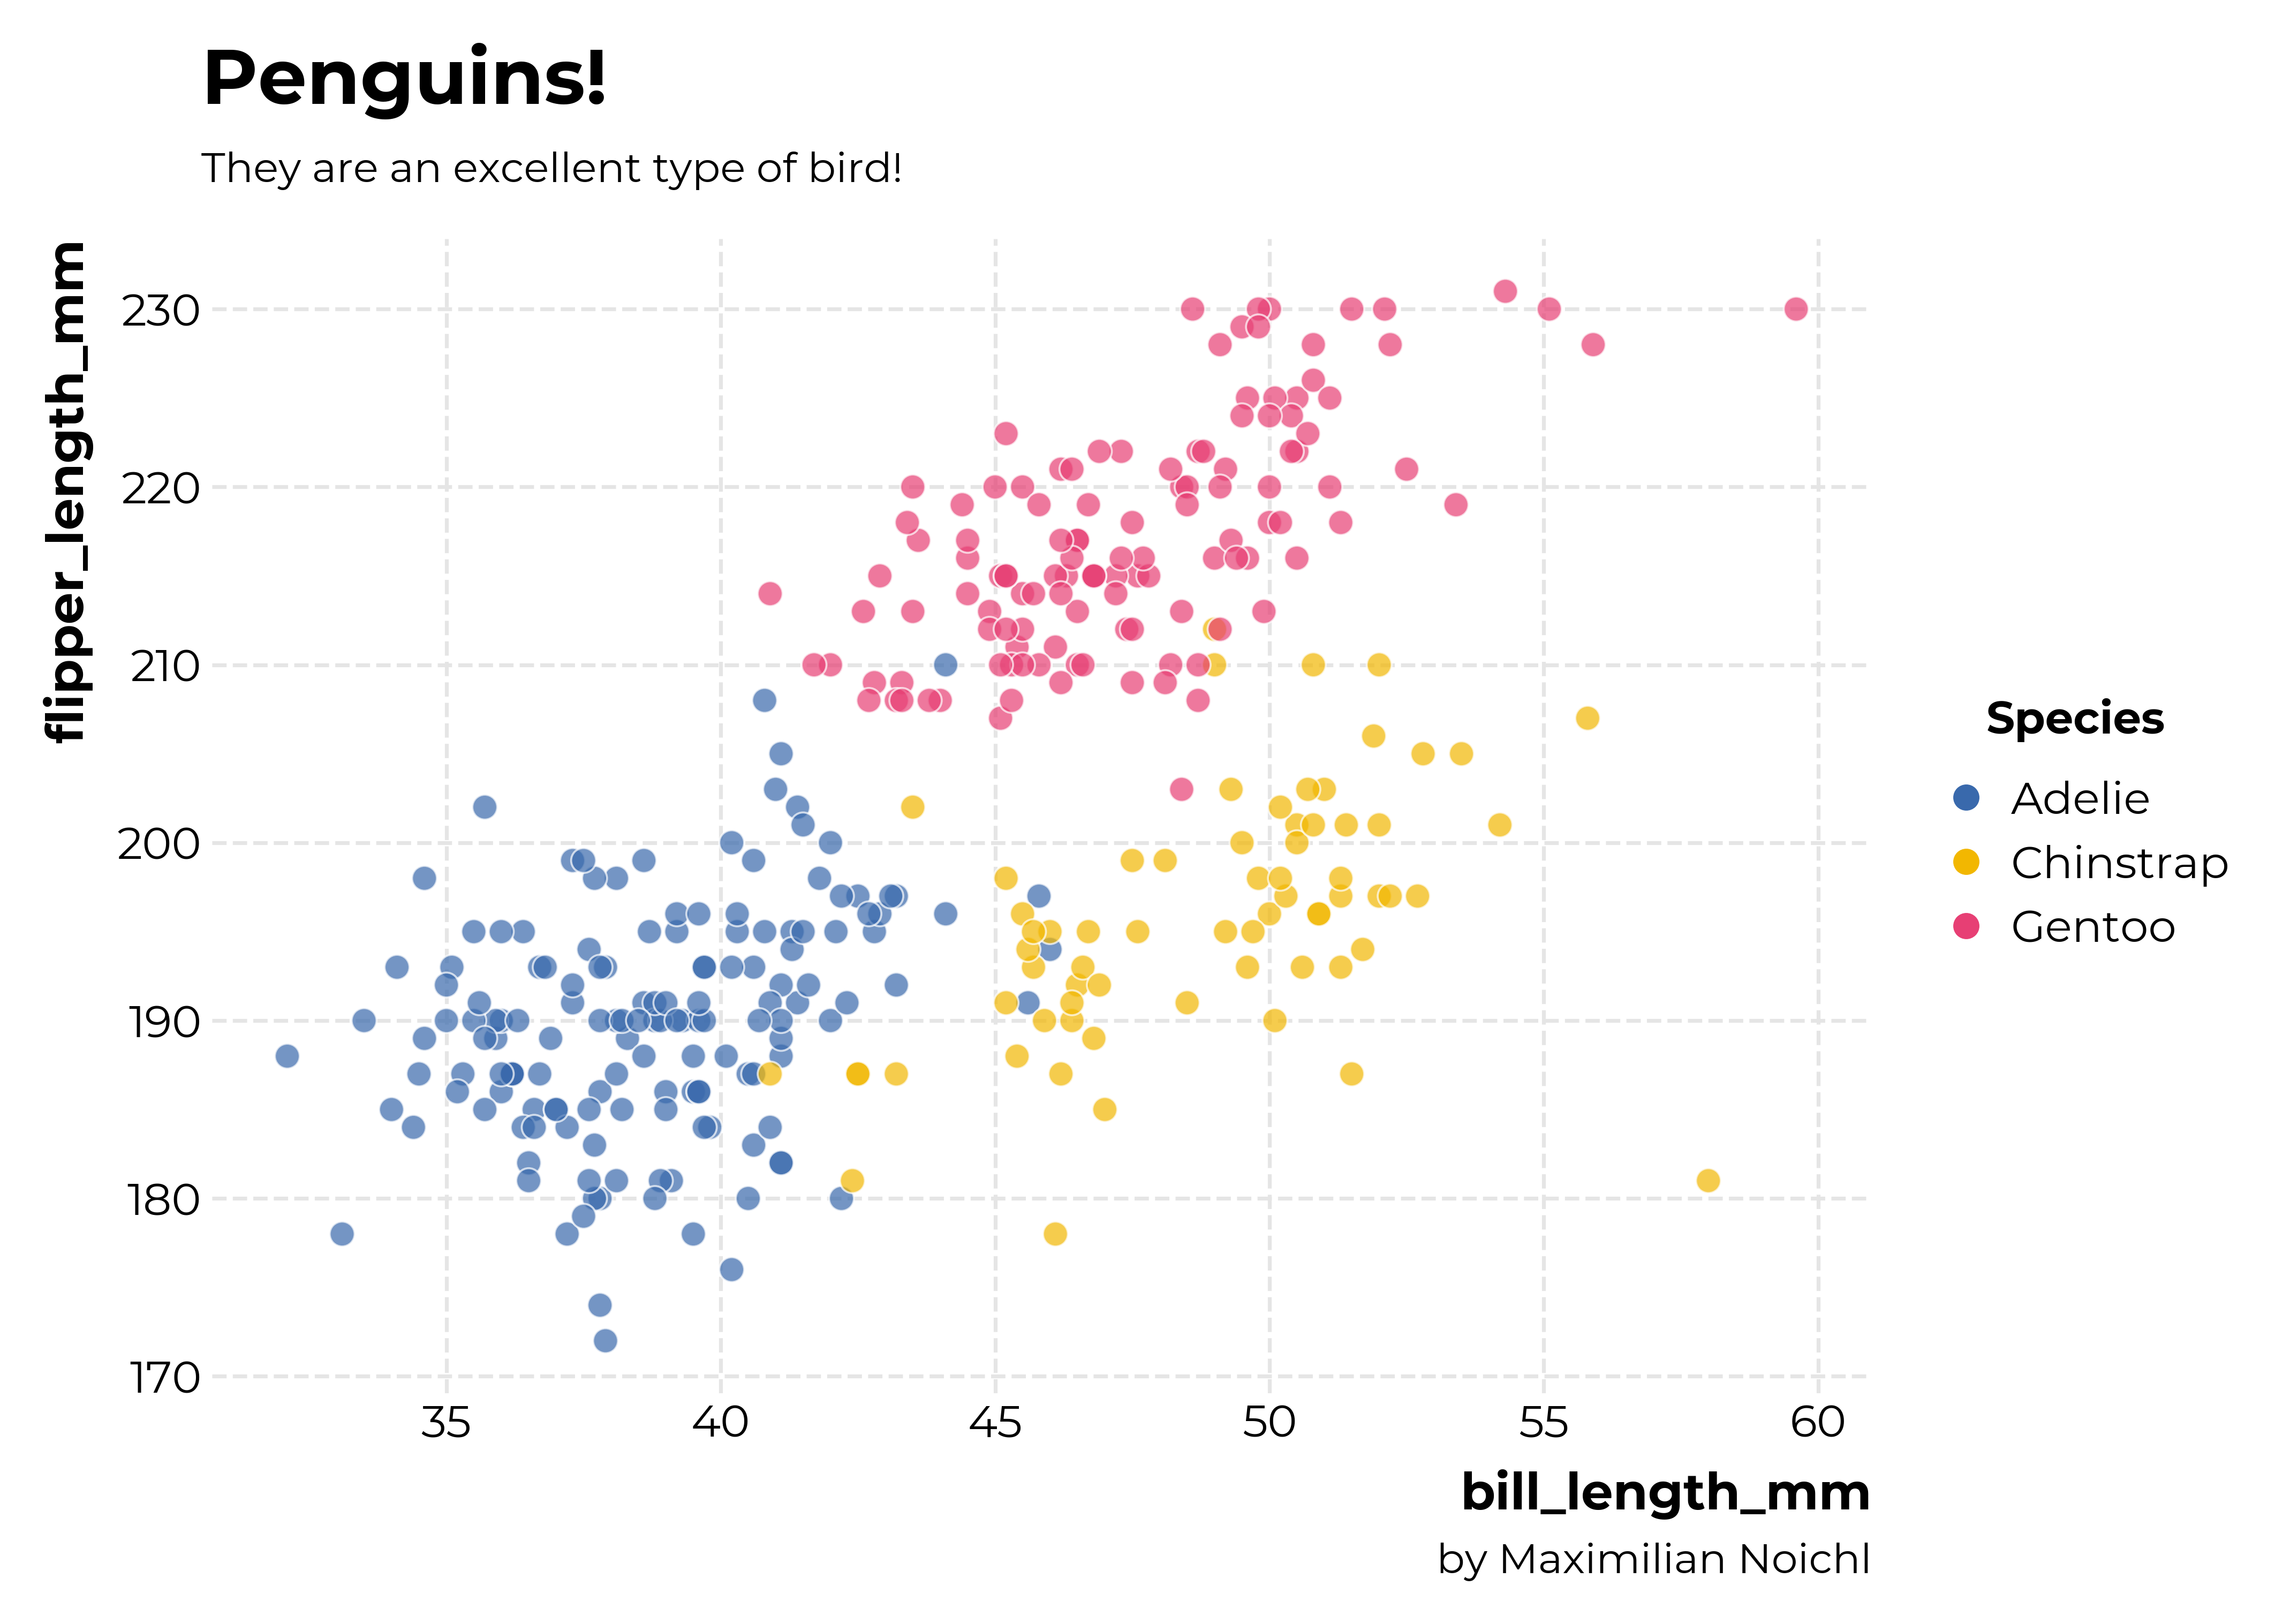 Penguins!
They are an excellent type of bird!
flipper_length_mm
230
220
210
200
190
180
170
35 40 45 50 55 60
bill_length_mm
by Maximilian Noichl
Species
Adelie
Chinstrap
Gentoo